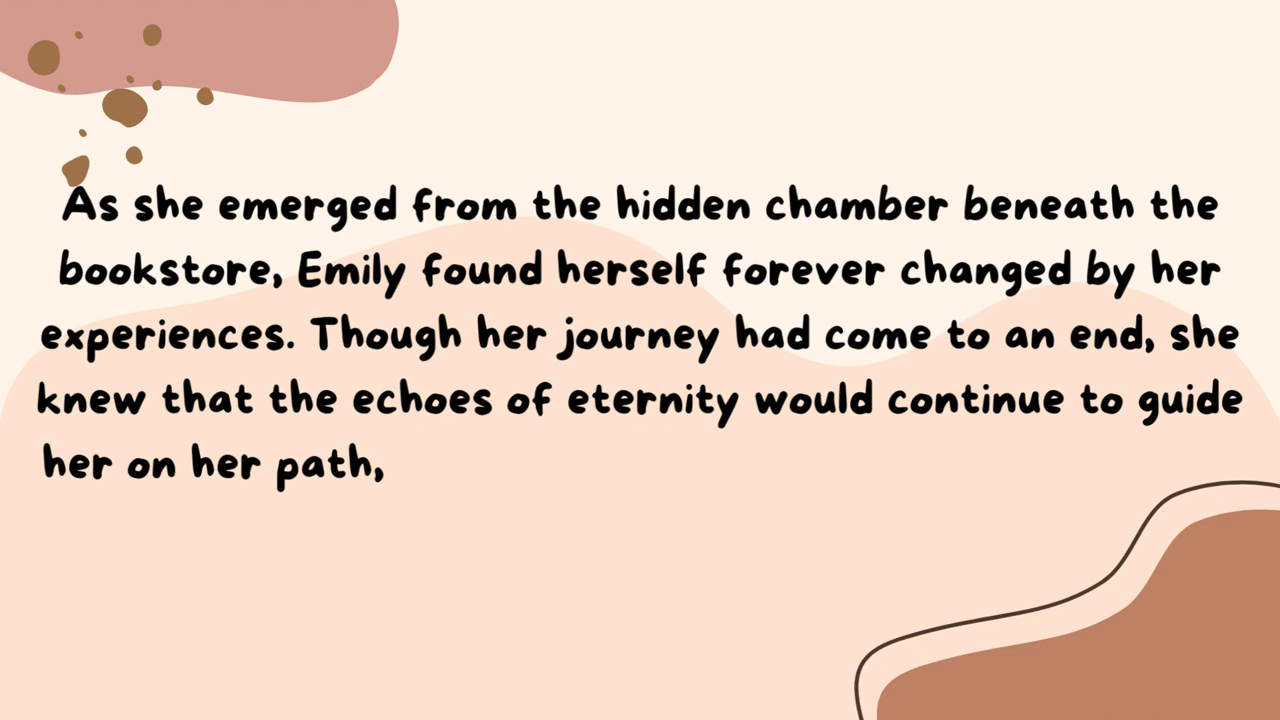 As she emerged from the hidden chamber beneath the
bookstore, Emily found herself forever changed by her
experiences. Though her journey had come to an end, she
knew that the echoes of eternity would continue to guide
her on her path,